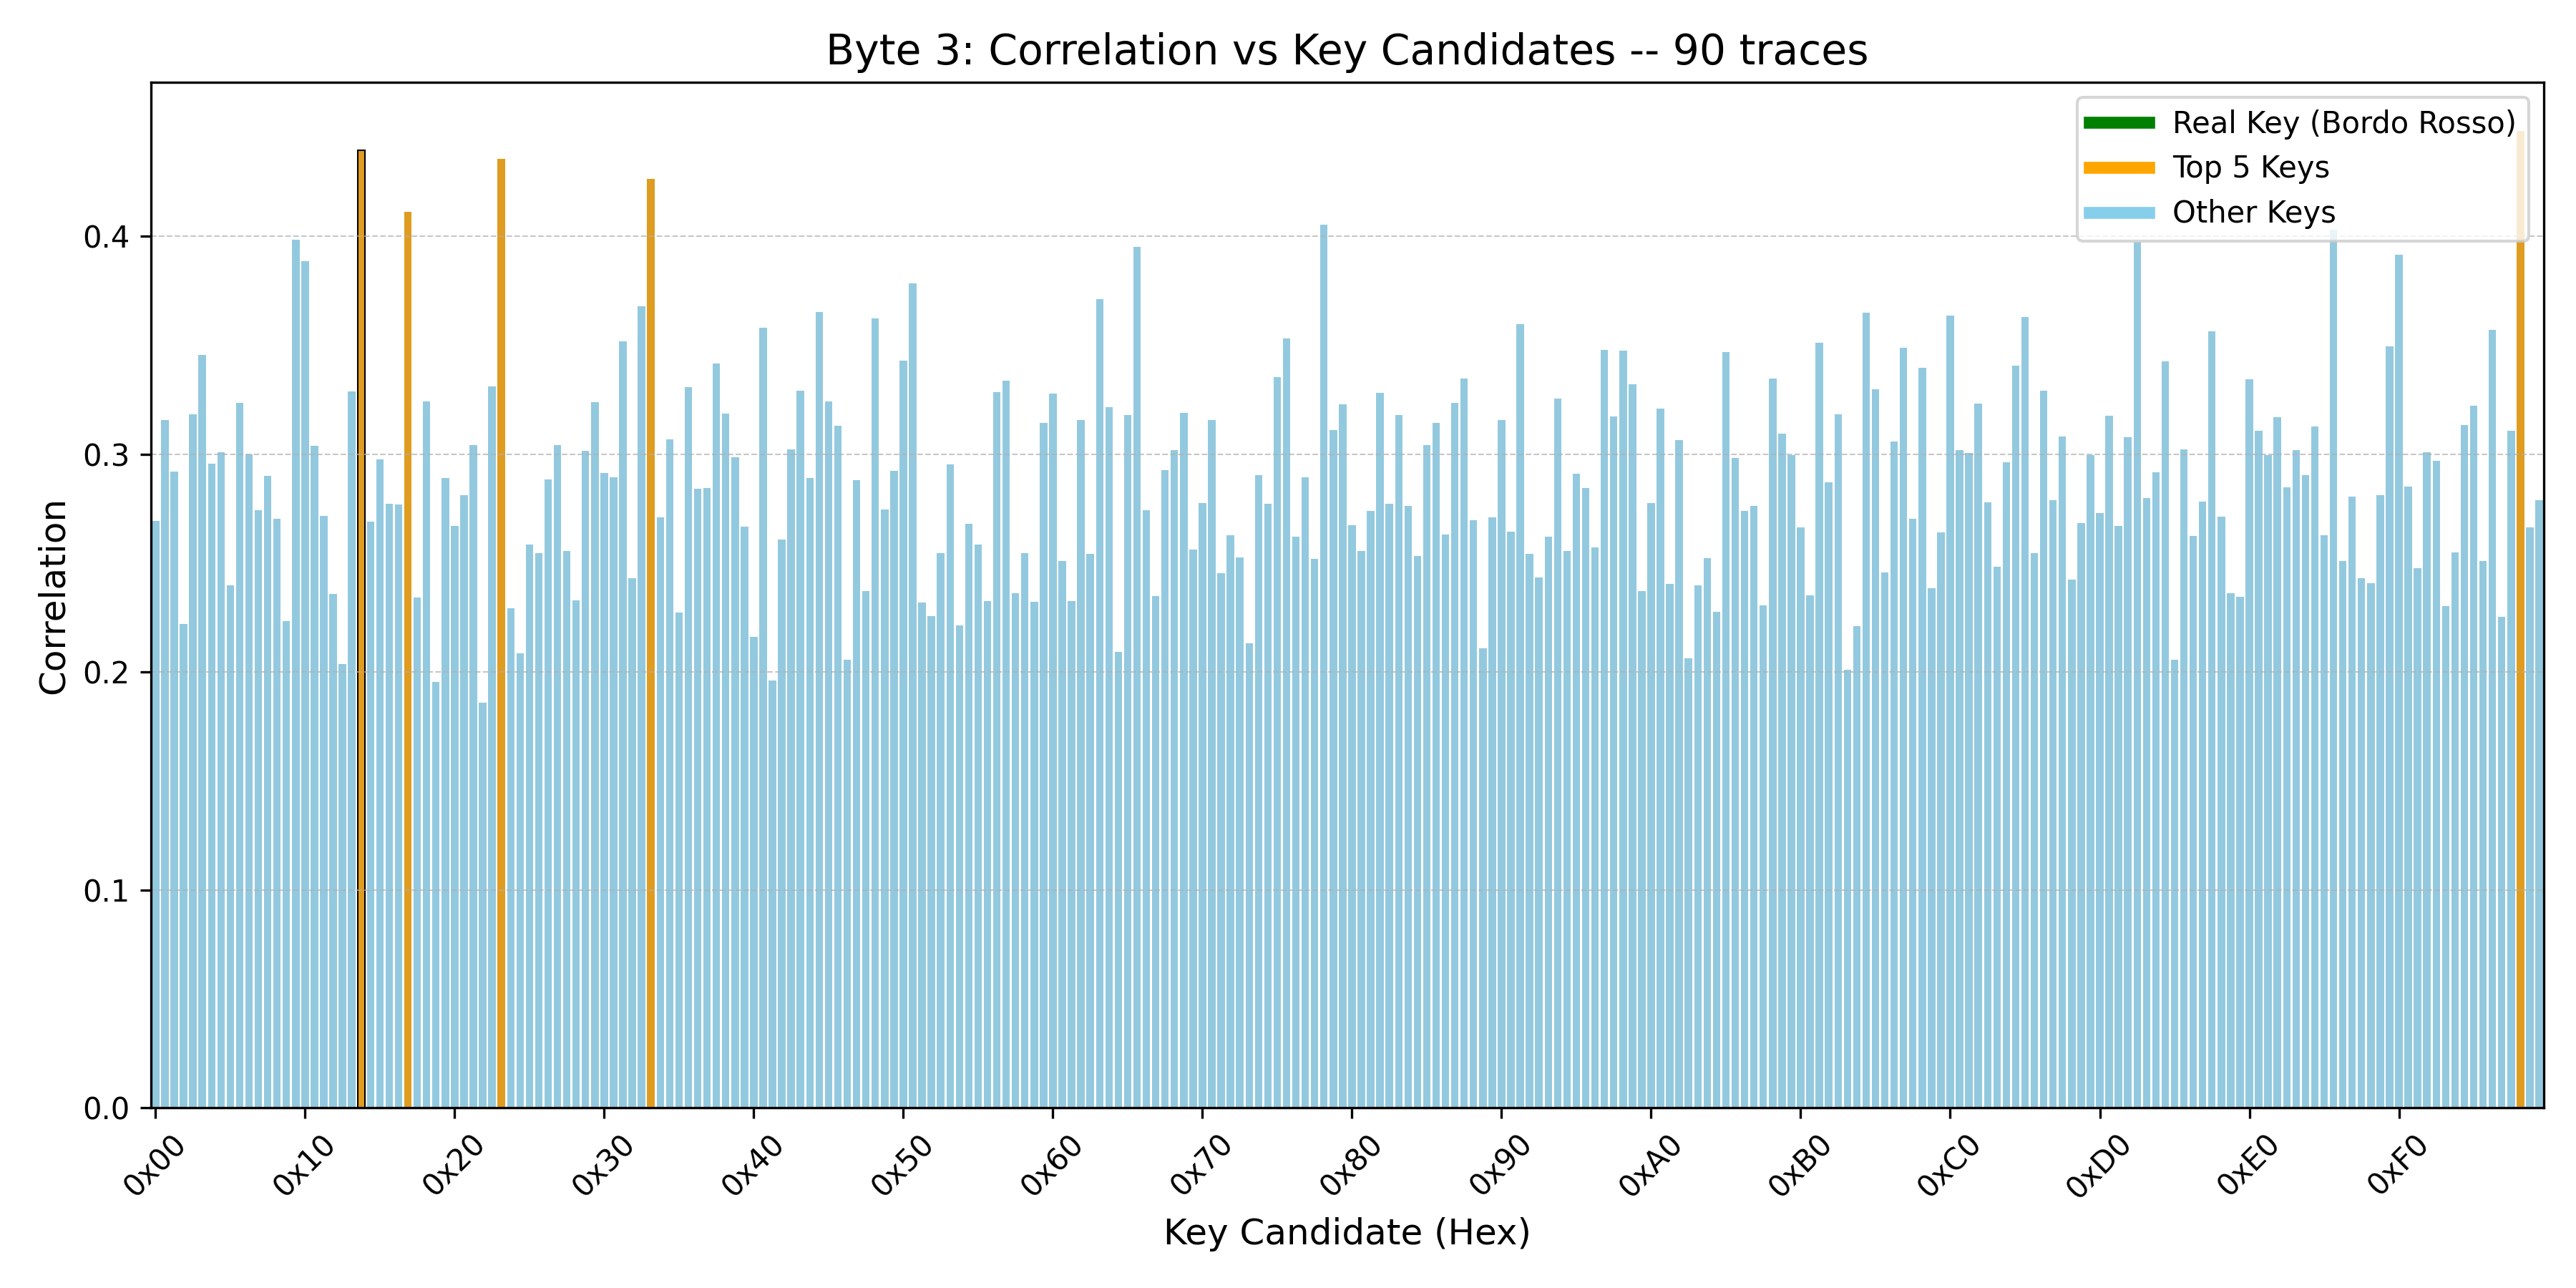 Byte 3: Correlation vs Key Candidates -- 90 traces
Real Key (Bordo Rosso)
Top 5 Keys
Other Keys
Correlation
0.4
0.3
0.2
0.1
0.0
0x00 0x10 0x20 0x30 0x40 0x50 0x60 0x70 0x80 0x90 0xA0 0xB0 0xC0 0xD0 0xE0 0xF0
Key Candidate (Hex)